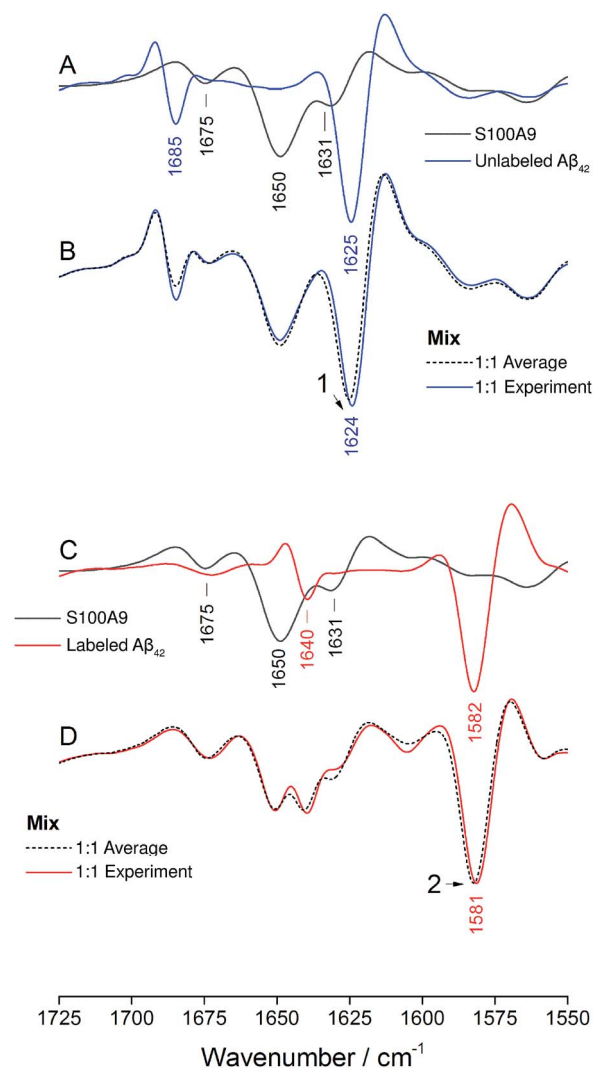 A
1685
1675
1650
1631
1625
S100A9
Unlabeled Aβ42
B
Mix
1:1 Average
1:1 Experiment
1
1624
C
S100A9
Labeled Aβ42
1675
1650
1640
1631
1582
D
Mix
1:1 Average
1:1 Experiment
2
1581
1725 1700 1675 1650 1625 1600 1575 1550
Wavenumber / cm-1